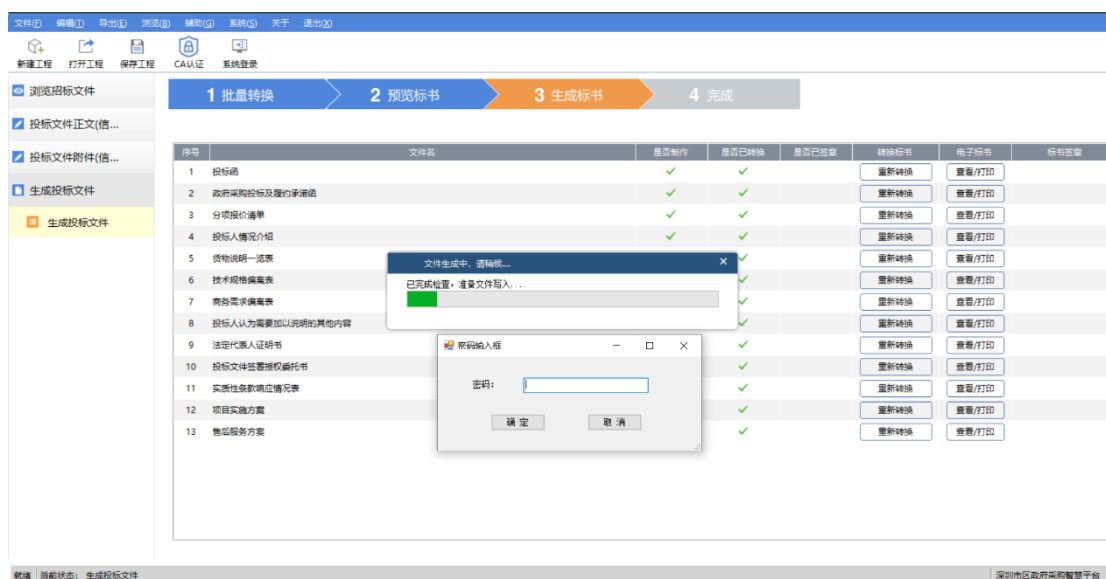 文件(F) 编辑(T) 导出(E) 浏览(B) 辅助(G) 系统(S) 关于 退出(X)
新建工程 打开工程 保存工程 CA认证 系统登录
浏览招标文件
投标文件正文(信...
投标文件附件(信...
生成投标文件
生成投标文件
1 批量转换 2 预览标书 3 生成标书 4 完成
序号 文件名 是否制作 是否已转换 是否已签章 转换标书 电子标书 标书签章
1 投标函 重新转换 查看/打印
2 政府采购投标及履约承诺函 重新转换 查看/打印
3 分项报价清单 重新转换 查看/打印
4 投标人情况介绍 重新转换 查看/打印
5 货物说明一览表 重新转换 查看/打印
6 技术规格偏离表 重新转换 查看/打印
7 商务需求偏离表 重新转换 查看/打印
8 投标人认为需要加以说明的其他内容 重新转换 查看/打印
9 法定代表人证明书 重新转换 查看/打印
10 投标文件签署授权委托书 重新转换 查看/打印
11 实质性条款响应情况表 重新转换 查看/打印
12 项目实施方案 重新转换 查看/打印
13 售后服务方案 重新转换 查看/打印
文件生成中，请稍候...
已完成检查，准备文件写入....
密码输入框
密码：
确 定 取 消
就绪 当前状态： 生成投标文件 深圳市区政府采购智慧平台